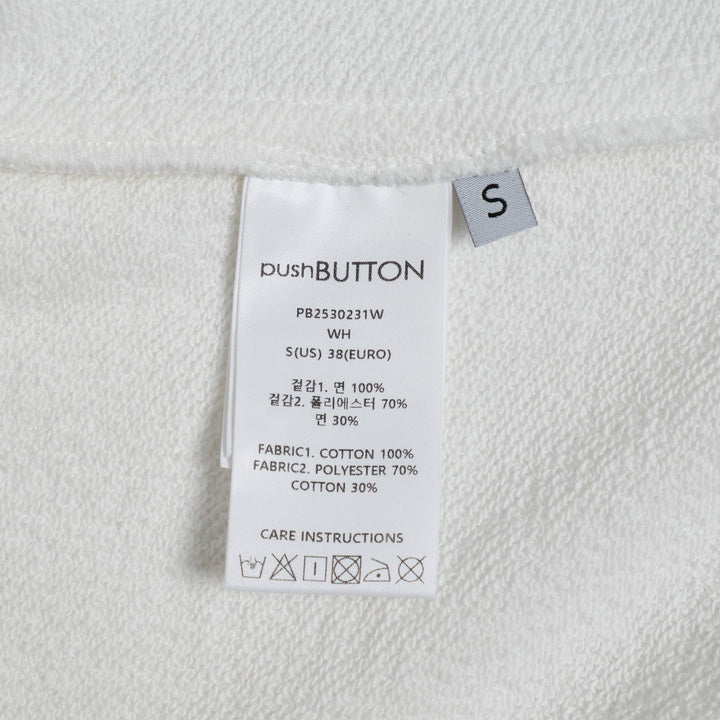 S
pushBUTTON
PB2530231W
WH
S(US) 38(EURO)
겉감1. 면 100%
겉감2. 폴리에스터 70%
면 30%
FABRIC1. COTTON 100%
FABRIC2. POLYESTER 70%
COTTON 30%
CARE INSTRUCTIONS